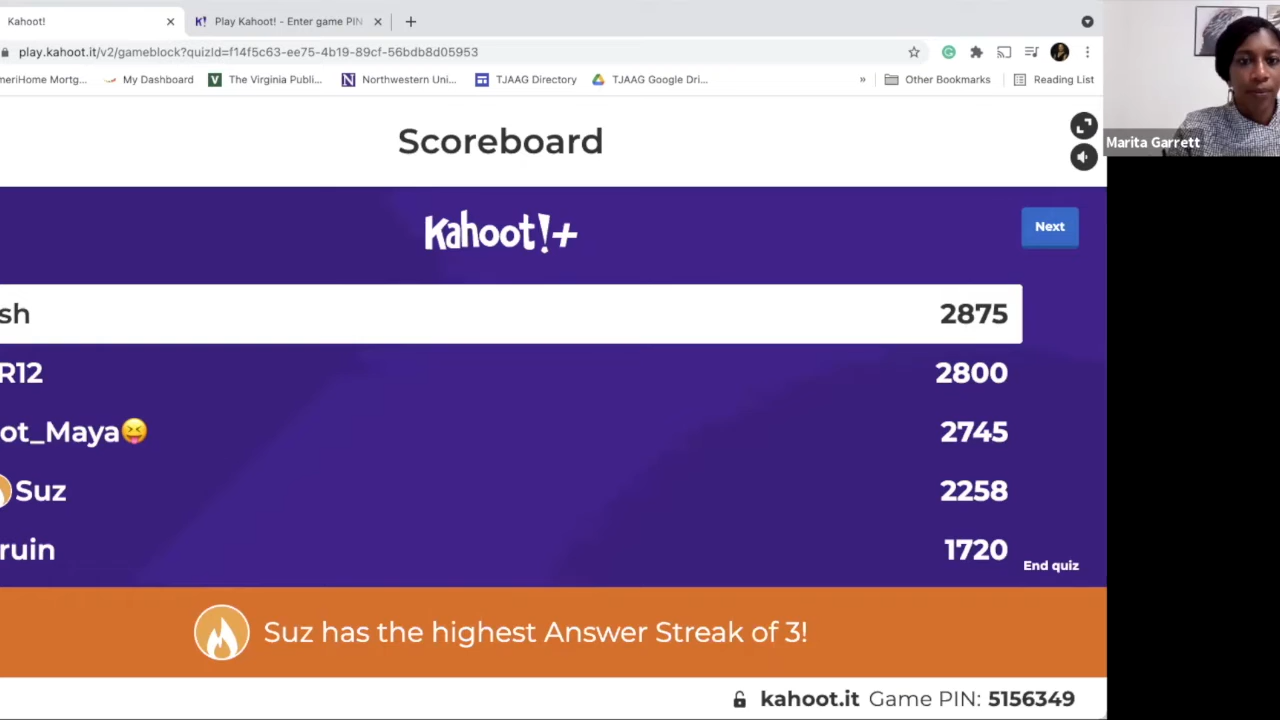 Kahoot!
Play Kahoot! - Enter game PIN
play.kahoot.it/v2/gameblock?quizId=f14f5c63-ee75-4b19-89cf-56bdb8d05953
meriHome Mortg... My Dashboard The Virginia Publi... Northwestern Uni... TJAAG Directory TJAAG Google Dri... » Other Bookmarks Reading List
Marita Garrett
Scoreboard
Kahoot!+
Next
sh 2875
R12 2800
ot_Maya😝 2745
Suz 2258
ruin 1720
End quiz
Suz has the highest Answer Streak of 3!
kahoot.it Game PIN: 5156349